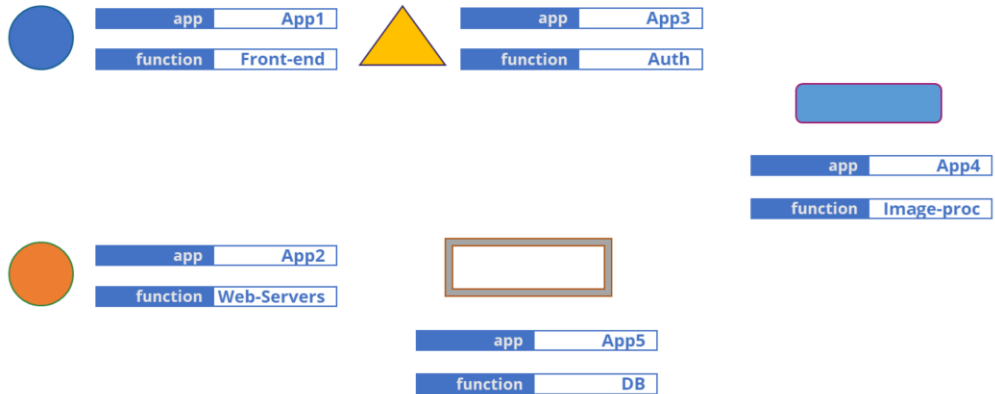 app App1
function Front-end
app App3
function Auth
app App4
function Image-proc
app App2
function Web-Servers
app App5
function DB